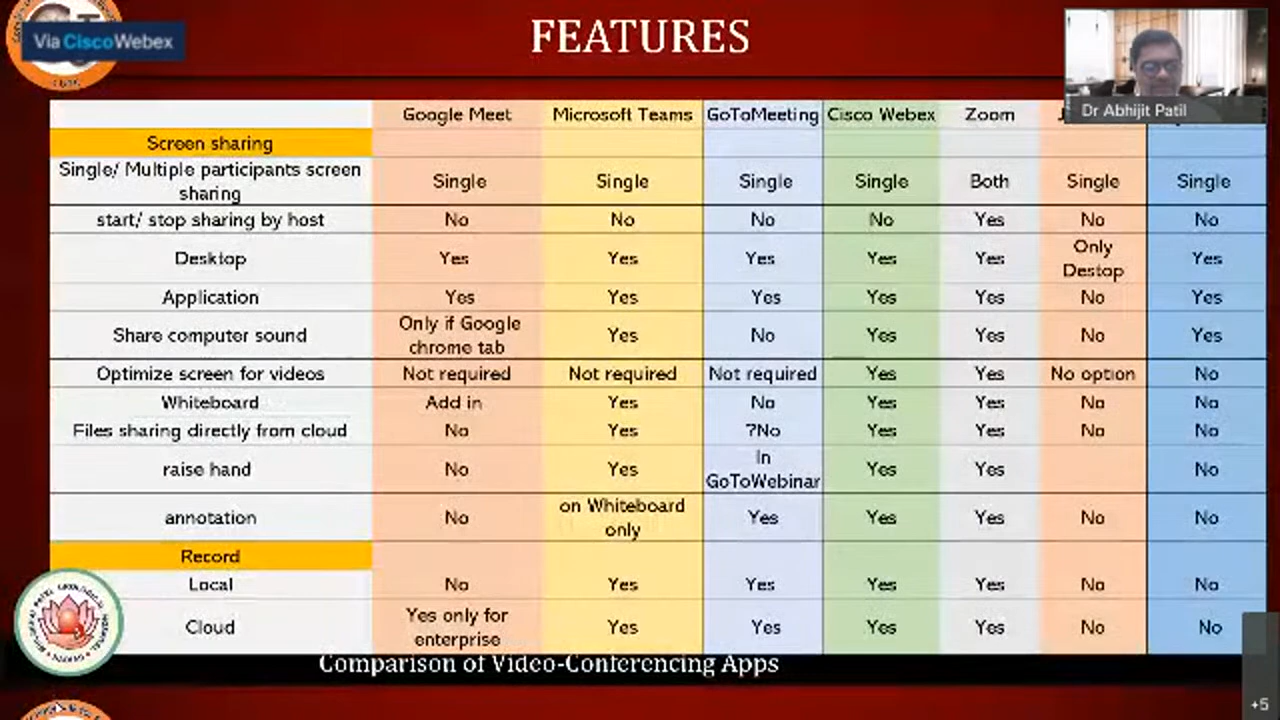 Via CiscoWebex
FEATURES
Dr Abhijit Patil
Google Meet Microsoft Teams GoToMeeting Cisco Webex Zoom
Screen sharing
Single/ Multiple participants screen
sharing
Single Single Single Single Both Single Single
start/ stop sharing by host No No No No Yes No No
Desktop Yes Yes Yes Yes Yes Only
Destop
Yes
Application Yes Yes Yes Yes Yes No Yes
Share computer sound Only if Google
chrome tab
Yes No Yes Yes No Yes
Optimize screen for videos Not required Not required Not required Yes Yes No option No
Whiteboard Add in Yes No Yes Yes No No
Files sharing directly from cloud No Yes ?No Yes Yes No No
raise hand No Yes In
GoToWebinar
Yes Yes No
annotation No on Whiteboard
only
Yes Yes Yes No No
Record
Local No Yes Yes Yes Yes No No
Cloud Yes only for
enterprise
Yes Yes Yes Yes No No
Comparison of Video-Conferencing Apps
+5